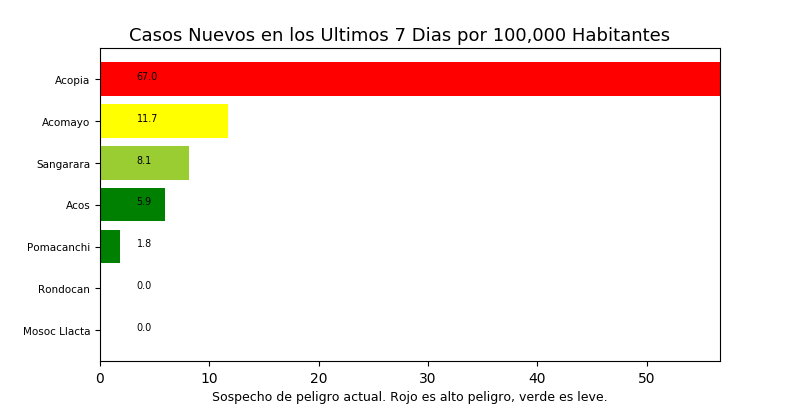 Casos Nuevos en los Ultimos 7 Dias por 100,000 Habitantes
Acopia 67.0
Acomayo 11.7
Sangarara 8.1
Acos 5.9
Pomacanchi 1.8
Rondocan 0.0
Mosoc Llacta 0.0
0 10 20 30 40 50
Sospecho de peligro actual. Rojo es alto peligro, verde es leve.